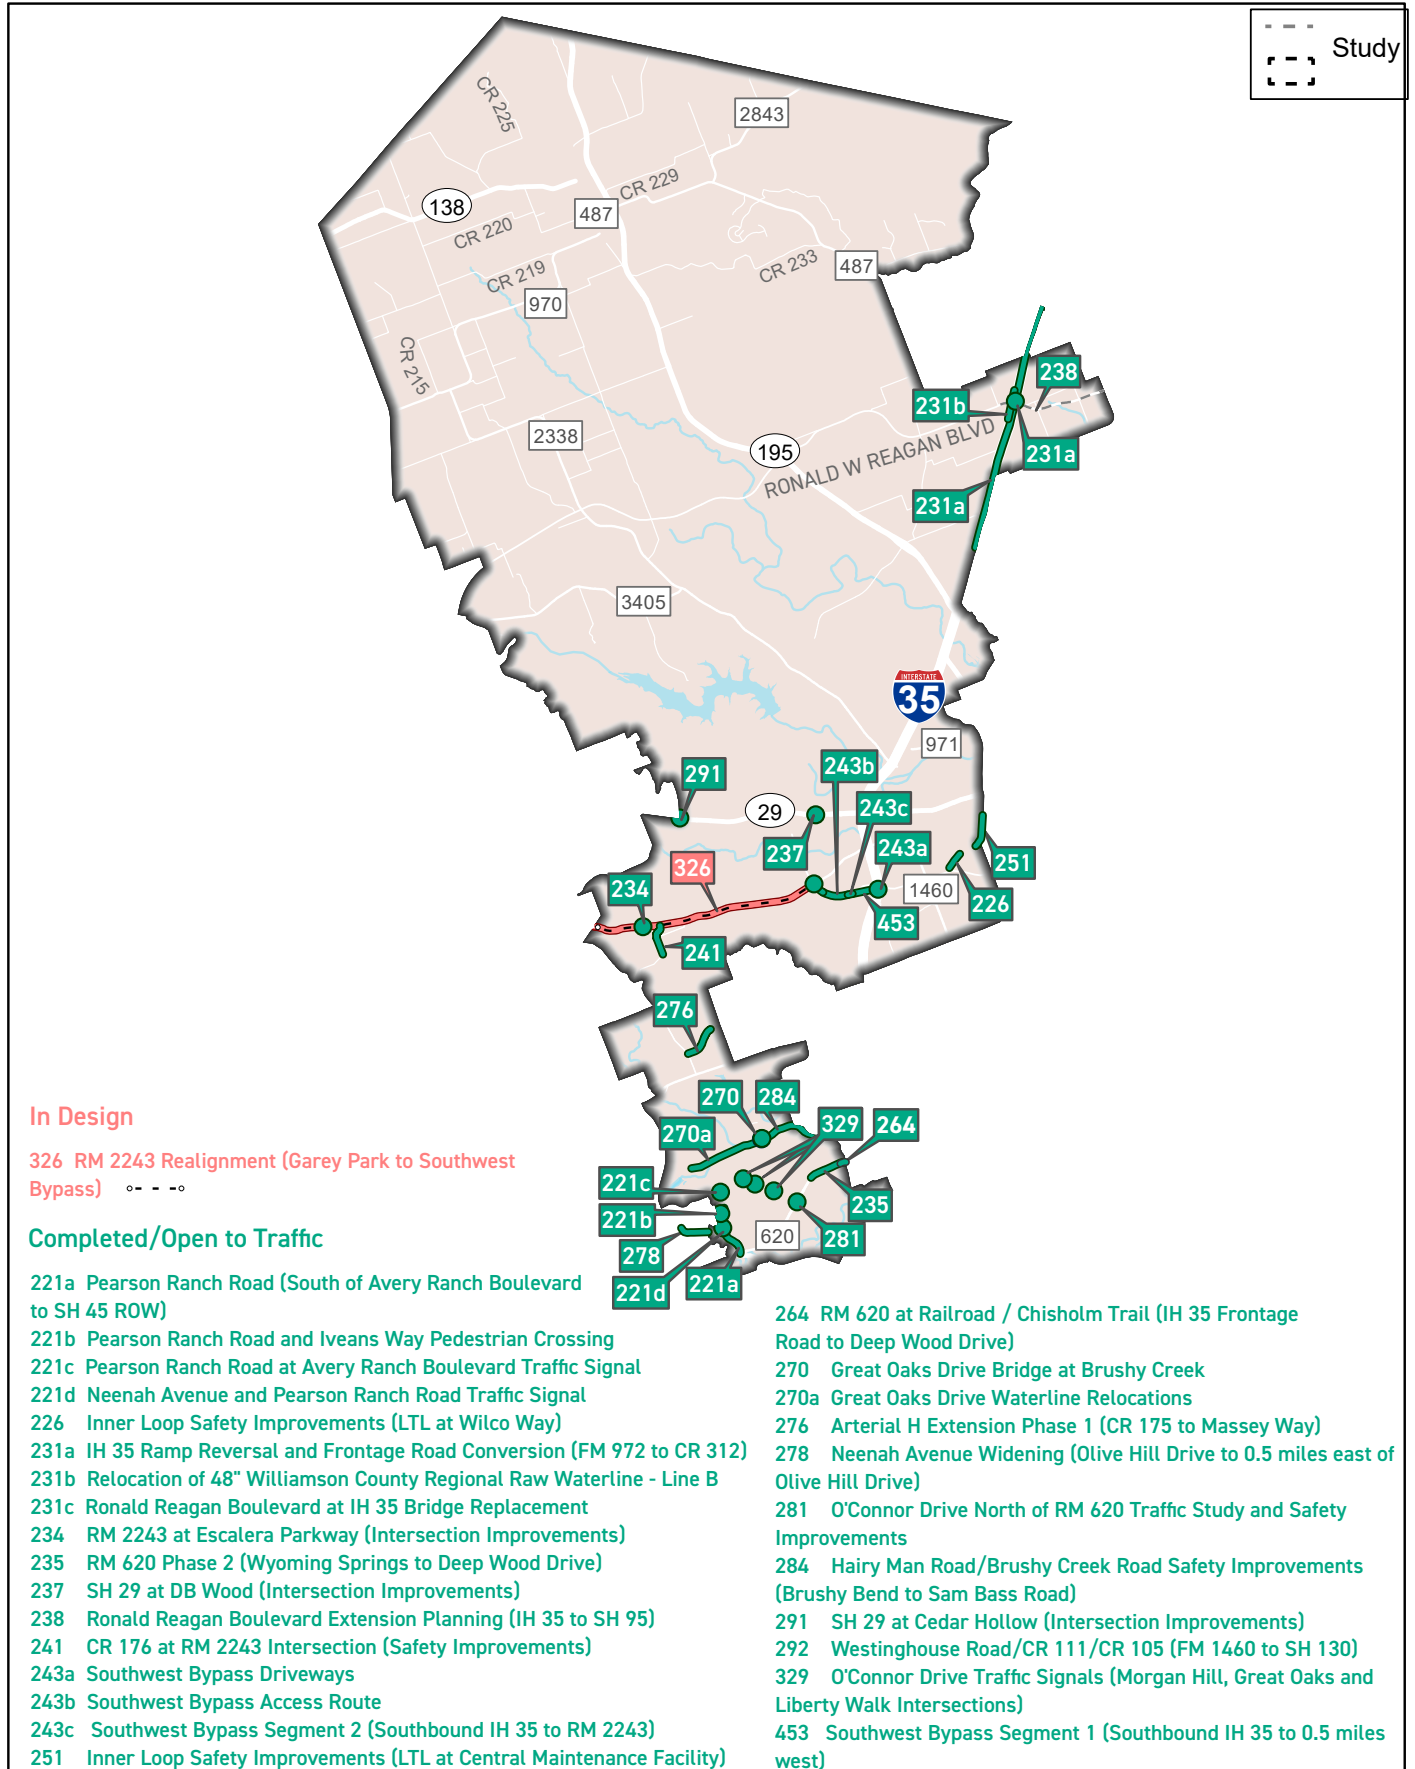 Study
CR 225
2843
CR 229
138
487
CR 220
CR 233
487
CR 219
970
CR 215
238
231b
2338
195
RONALD W REAGAN BLVD
231a
231a
3405
INTERSTATE
35
971
291
243b
29
243c
237
243a
251
326
234
1460
226
453
241
276
270
284
270a
329
264
221c
235
221b
620
281
278
221d
221a
In Design
326 RM 2243 Realignment (Garey Park to Southwest
Bypass)
Completed/Open to Traffic
221a Pearson Ranch Road (South of Avery Ranch Boulevard
to SH 45 ROW)
221b Pearson Ranch Road and Iveans Way Pedestrian Crossing
221c Pearson Ranch Road at Avery Ranch Boulevard Traffic Signal
221d Neenah Avenue and Pearson Ranch Road Traffic Signal
226 Inner Loop Safety Improvements (LTL at Wilco Way)
231a IH 35 Ramp Reversal and Frontage Road Conversion (FM 972 to CR 312)
231b Relocation of 48" Williamson County Regional Raw Waterline - Line B
231c Ronald Reagan Boulevard at IH 35 Bridge Replacement
234 RM 2243 at Escalera Parkway (Intersection Improvements)
235 RM 620 Phase 2 (Wyoming Springs to Deep Wood Drive)
237 SH 29 at DB Wood (Intersection Improvements)
238 Ronald Reagan Boulevard Extension Planning (IH 35 to SH 95)
241 CR 176 at RM 2243 Intersection (Safety Improvements)
243a Southwest Bypass Driveways
243b Southwest Bypass Access Route
243c Southwest Bypass Segment 2 (Southbound IH 35 to RM 2243)
251 Inner Loop Safety Improvements (LTL at Central Maintenance Facility)
264 RM 620 at Railroad / Chisholm Trail (IH 35 Frontage
Road to Deep Wood Drive)
270 Great Oaks Drive Bridge at Brushy Creek
270a Great Oaks Drive Waterline Relocations
276 Arterial H Extension Phase 1 (CR 175 to Massey Way)
278 Neenah Avenue Widening (Olive Hill Drive to 0.5 miles east of
Olive Hill Drive)
281 O'Connor Drive North of RM 620 Traffic Study and Safety
Improvements
284 Hairy Man Road/Brushy Creek Road Safety Improvements
(Brushy Bend to Sam Bass Road)
291 SH 29 at Cedar Hollow (Intersection Improvements)
292 Westinghouse Road/CR 111/CR 105 (FM 1460 to SH 130)
329 O'Connor Drive Traffic Signals (Morgan Hill, Great Oaks and
Liberty Walk Intersections)
453 Southwest Bypass Segment 1 (Southbound IH 35 to 0.5 miles
west)